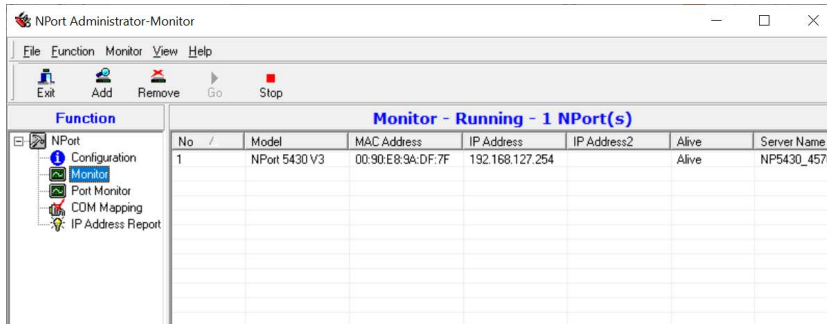 NPort Administrator-Monitor
File Function Monitor View Help
Exit Add Remove Go Stop
Function
Monitor - Running - 1 NPort(s)
NPort
Configuration
Monitor
Port Monitor
COM Mapping
IP Address Report
No / Model MAC Address IP Address IP Address2 Alive Server Name
1 NPort 5430 V3 00:90:E8:9A:DF:7F 192.168.127.254 Alive NP5430_457